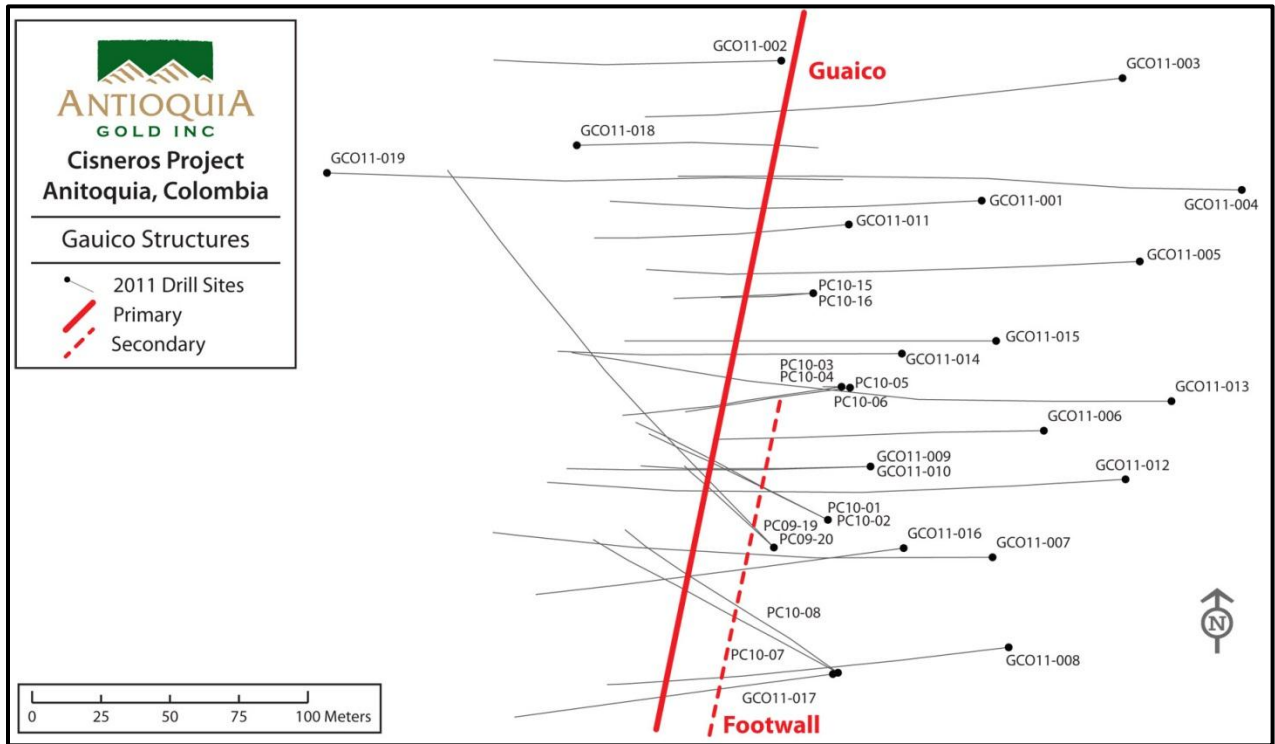 ANTIOQUIA
GOLD INC
Cisneros Project
Anitoquia, Colombia
Gauico Structures
2011 Drill Sites
Primary
Secondary
GCO11-002
Guaico
GCO11-003
GCO11-018
GCO11-019
GCO11-004
GCO11-001
GCO11-011
GCO11-005
PC10-15
PC10-16
GCO11-015
GCO11-014
PC10-03
PC10-04
PC10-05
PC10-06
GCO11-013
GCO11-006
GCO11-009
GCO11-010
GCO11-012
PC10-01
PC10-02
PC09-19
PC09-20
GCO11-016
GCO11-007
PC10-08
PC10-07
GCO11-008
GCO11-017
Footwall
N
0 25 50 75 100 Meters